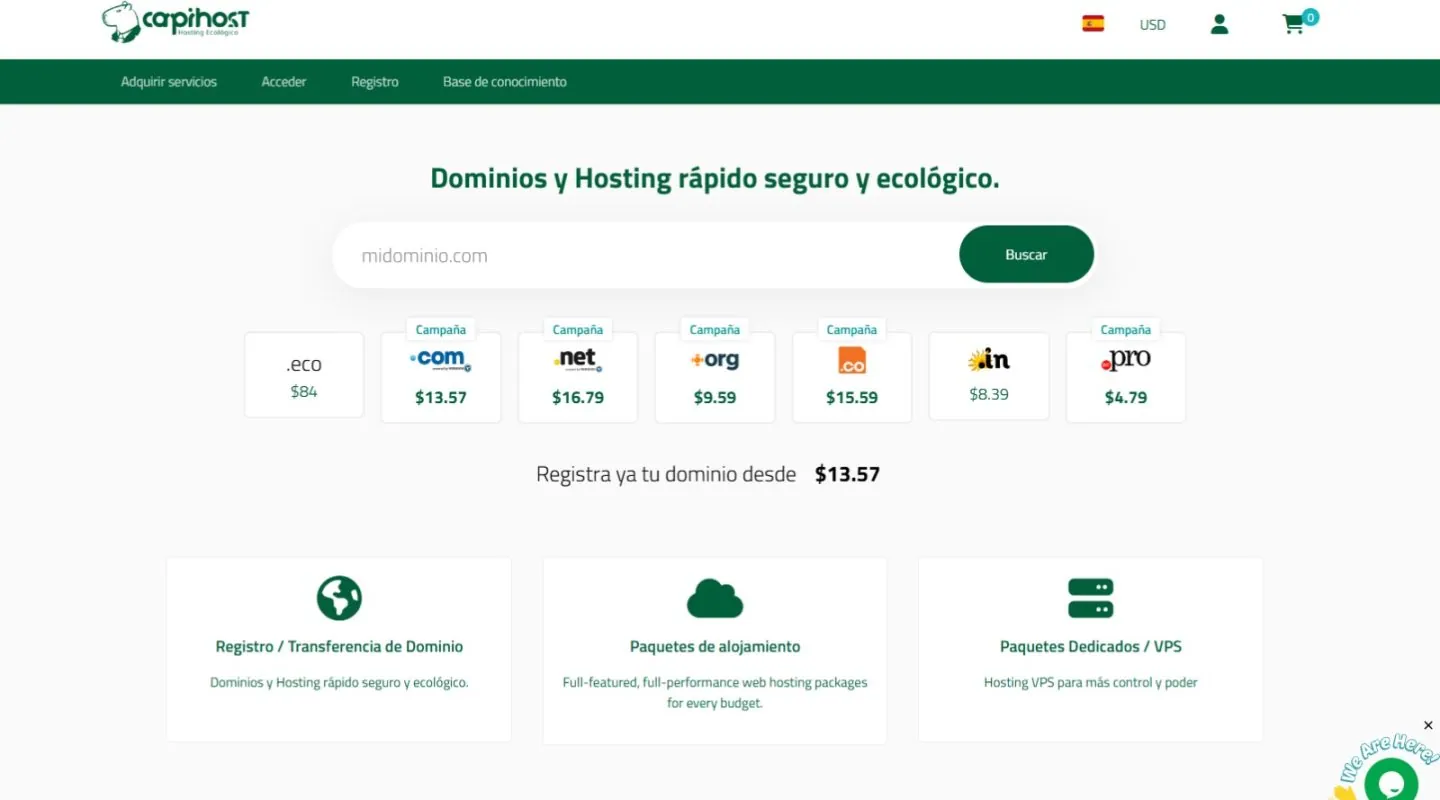 capihost
Hosting Ecológico
USD
0
Adquirir servicios
Acceder
Registro
Base de conocimiento
Dominios y Hosting rápido seguro y ecológico.
midominio.com
Buscar
.eco
$84
Campaña
.com
$13.57
Campaña
.net
$16.79
Campaña
org
$9.59
Campaña
.co
$15.59
.in
$8.39
Campaña
.pro
$4.79
Registra ya tu dominio desde $13.57
Registro / Transferencia de Dominio
Dominios y Hosting rápido seguro y ecológico.
Paquetes de alojamiento
Full-featured, full-performance web hosting packages
for every budget.
Paquetes Dedicados / VPS
Hosting VPS para más control y poder
We Are Here!